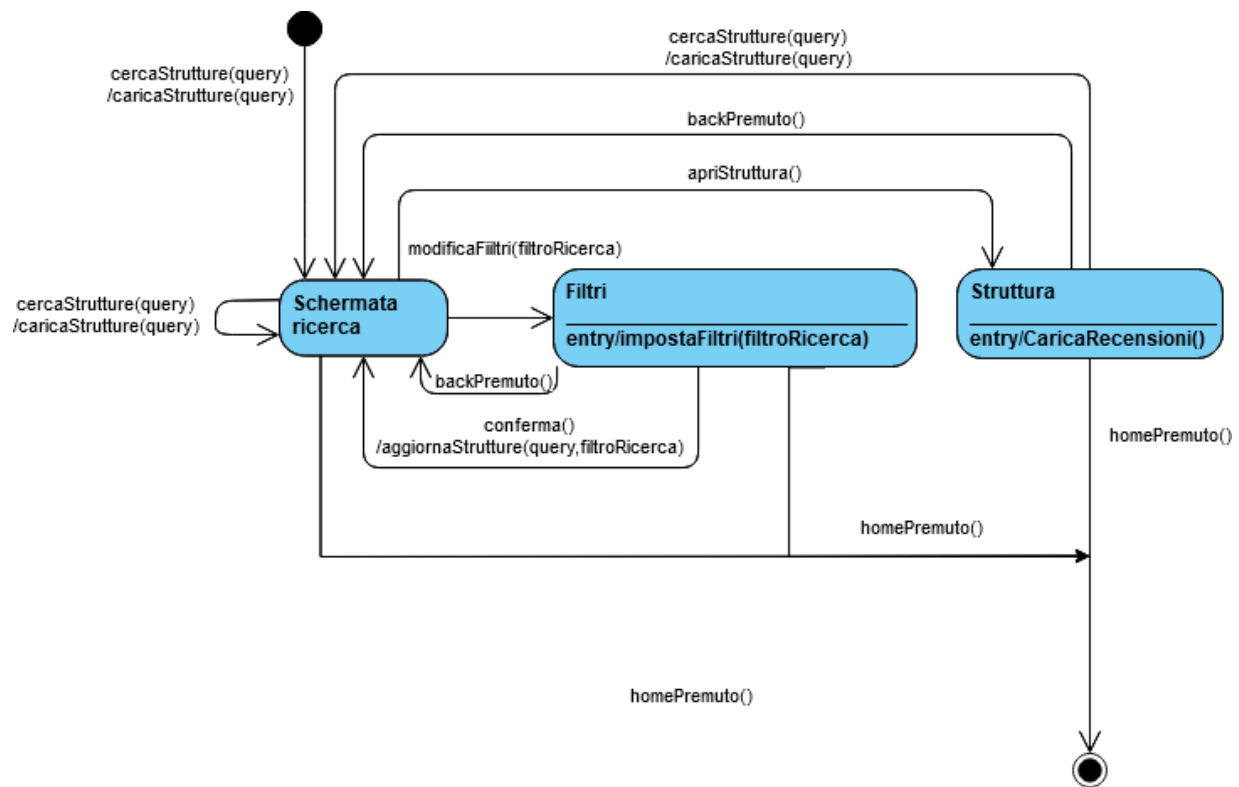 cercaStrutture(query)
/caricaStrutture(query)
cercaStrutture(query)
/caricaStrutture(query)
backPremuto()
apriStruttura()
modificaFiiltri(filtroRicerca)
cercaStrutture(query)
/caricaStrutture(query)
Schermata
ricerca
Filtri
entry/impostaFiltri(filtroRicerca)
Struttura
entry/CaricaRecensioni()
backPremuto()
conferma()
/aggiornaStrutture(query,filtroRicerca)
homePremuto()
homePremuto()
homePremuto()